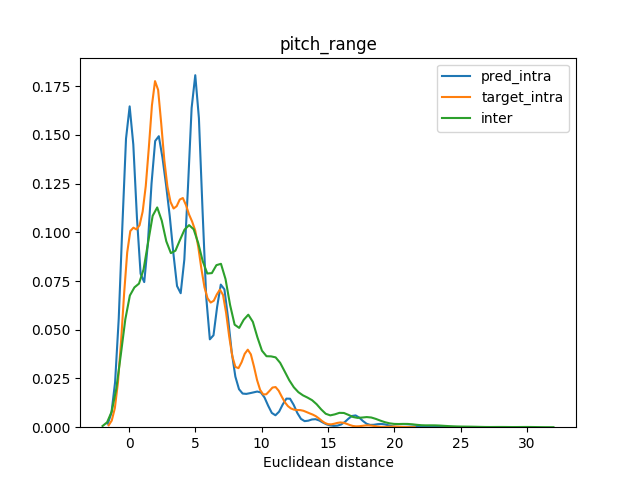 pitch_range
pred_intra
target_intra
inter
0.175
0.150
0.125
0.100
0.075
0.050
0.025
0.000
0 5 10 15 20 25 30
Euclidean distance